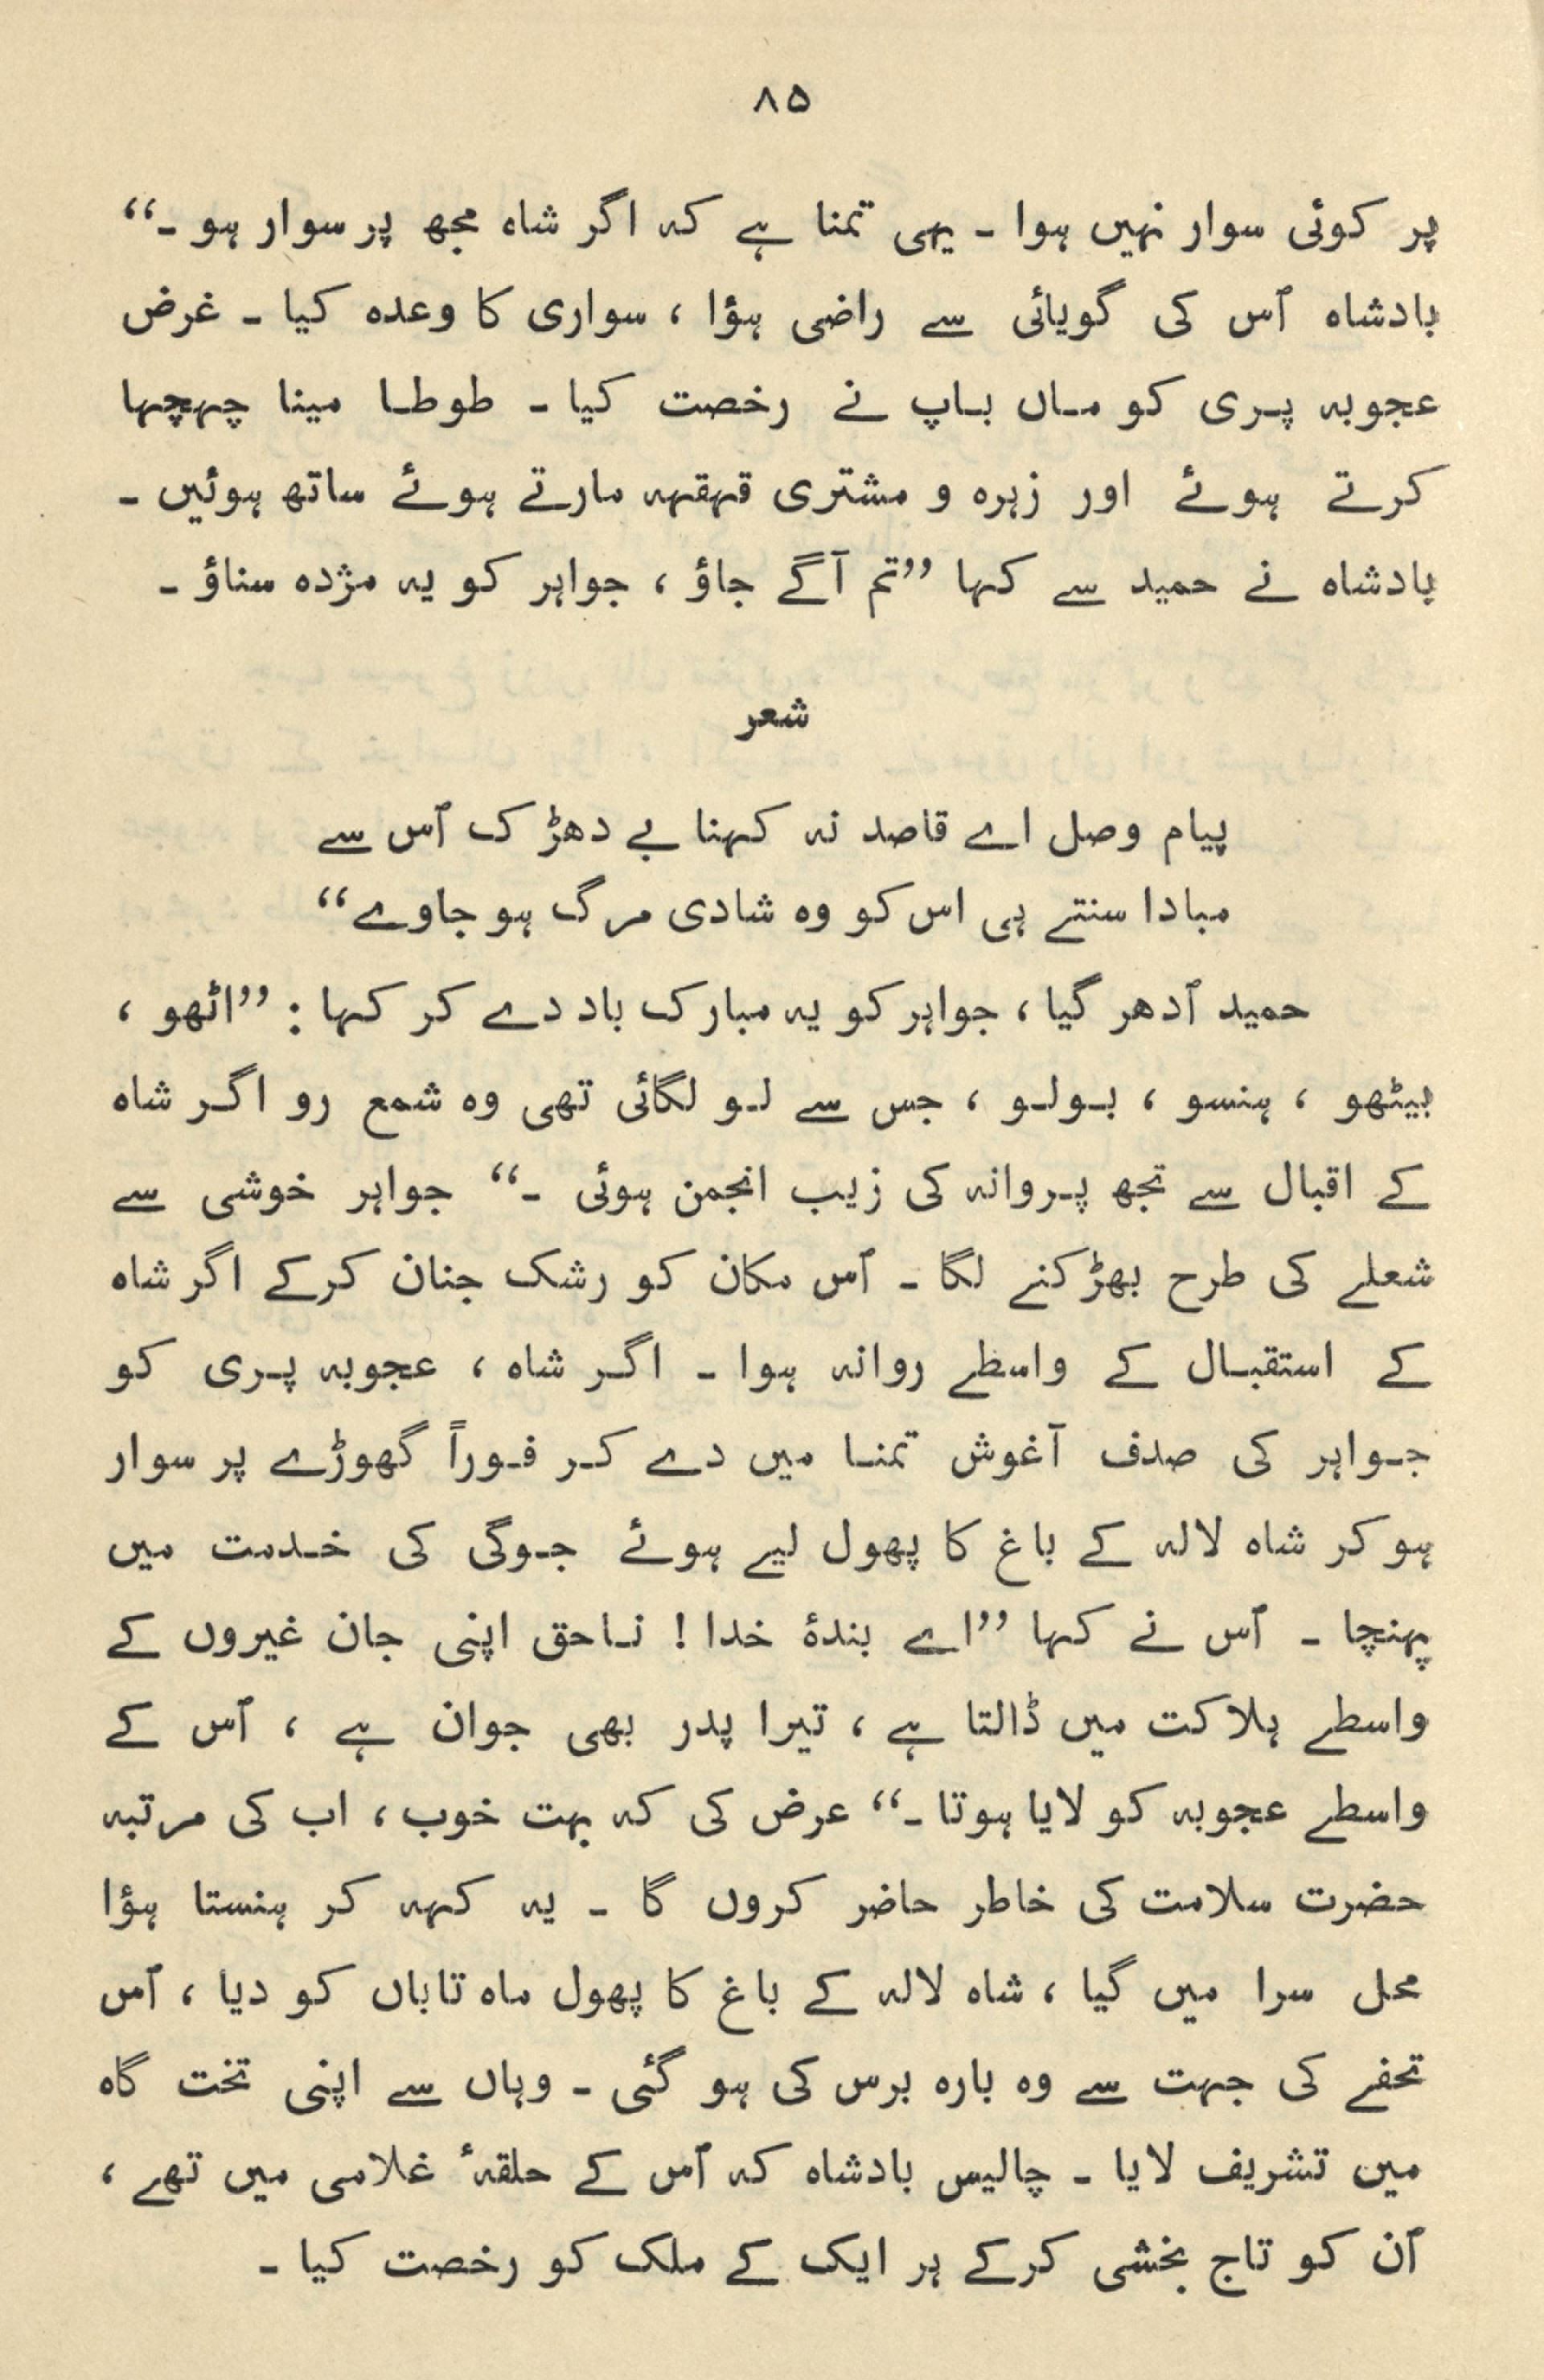 ۸۵
پر کوئی سوار نہیں ہوا ۔ یہی تمنا ہے کہ اگر شاہ مجھ پر سوار ہو ۔“
بادشاہ اُس کی گویائی سے راضی ہؤا ، سواری کا وعدہ کیا ۔ غرض
عجوبہ پری کو ماں باپ نے رخصت کیا ۔ طوطا مینا چہچہا
کرتے ہوئے اور زہرہ و مشتری قہقہہ مارتے ہوئے ساتھ ہوئیں ۔
بادشاہ نے حمید سے کہا ”تم آگے جاؤ ، جواہر کو یہ مژدہ سناؤ ۔
شعر
پیام وصل اے قاصد نہ کہنا بے دھڑک اُس سے
مبادا سنتے ہی اس کو وہ شادی مرگ ہو جاوے“
حمید اُدھر گیا ، جواہر کو یہ مبارک باد دے کر کہا : ”اٹھو ،
بیٹھو ، ہنسو ، بولو ، جس سے لو لگائی تھی وہ شمع رو اگر شاہ
کے اقبال سے تجھ پروانہ کی زیب انجمن ہوئی ۔“ جواہر خوشی سے
شعلے کی طرح بھڑکنے لگا ۔ اُس مکان کو رشک جنان کرکے اگر شاہ
کے استقبال کے واسطے روانہ ہوا ۔ اگر شاہ ، عجوبہ پری کو
جواہر کی صدف آغوش تمنا میں دے کر فوراً گھوڑے پر سوار
ہو کر شاہ لالہ کے باغ کا پھول لیے ہوئے جوگی کی خدمت میں
پہنچا ۔ اُس نے کہا ”اے بندۂ خدا ! ناحق اپنی جان غیروں کے
واسطے ہلاکت میں ڈالتا ہے ، تیرا پدر بھی جوان ہے ، اُس کے
واسطے عجوبہ کو لایا ہوتا ۔“ عرض کی کہ بہت خوب ، اب کی مرتبہ
حضرت سلامت کی خاطر حاضر کروں گا ۔ یہ کہہ کر ہنستا ہؤا
محل سرا میں گیا ، شاہ لالہ کے باغ کا پھول ماہ تاباں کو دیا ، اُس
تحفے کی جہت سے وہ بارہ برس کی ہو گئی ۔ وہاں سے اپنی تخت گاہ
میں تشریف لایا ۔ چالیس بادشاہ کہ اُس کے حلقۂ غلامی میں تھے ،
اُن کو تاج بخشی کرکے ہر ایک کے ملک کو رخصت کیا ۔